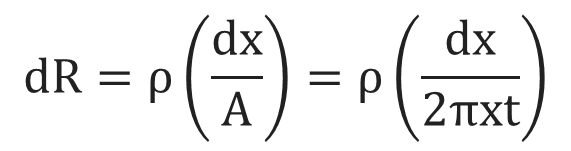 dR = ρ(dx/A) = ρ(dx/2πxt)